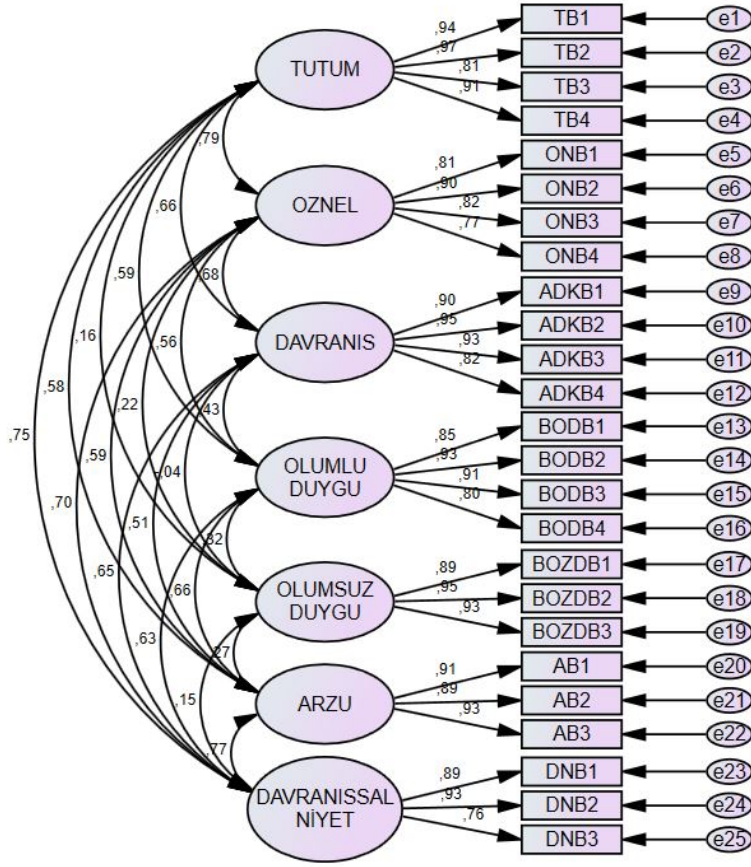 ,94
TB1
e1
,97
TB2
e2
,81
TB3
e3
,91
TB4
e4
TUTUM
,79
,81
ONB1
e5
,90
ONB2
e6
,82
ONB3
e7
,77
ONB4
e8
OZNEL
,66
,68
,90
ADKB1
e9
,95
ADKB2
e10
,93
ADKB3
e11
,82
ADKB4
e12
DAVRANIS
,59
,16
,56
,58
,22
,43
,75
,59
,04
,70
,51
,85
BODB1
e13
,93
BODB2
e14
,91
BODB3
e15
,80
BODB4
e16
OLUMLU
DUYGU
,32
,65
,66
,63
,89
BOZDB1
e17
,95
BOZDB2
e18
,93
BOZDB3
e19
OLUMSUZ
DUYGU
,27
,15
,91
AB1
e20
,89
AB2
e21
,93
AB3
e22
ARZU
,77
,89
DNB1
e23
,93
DNB2
e24
,76
DNB3
e25
DAVRANISSAL
NİYET